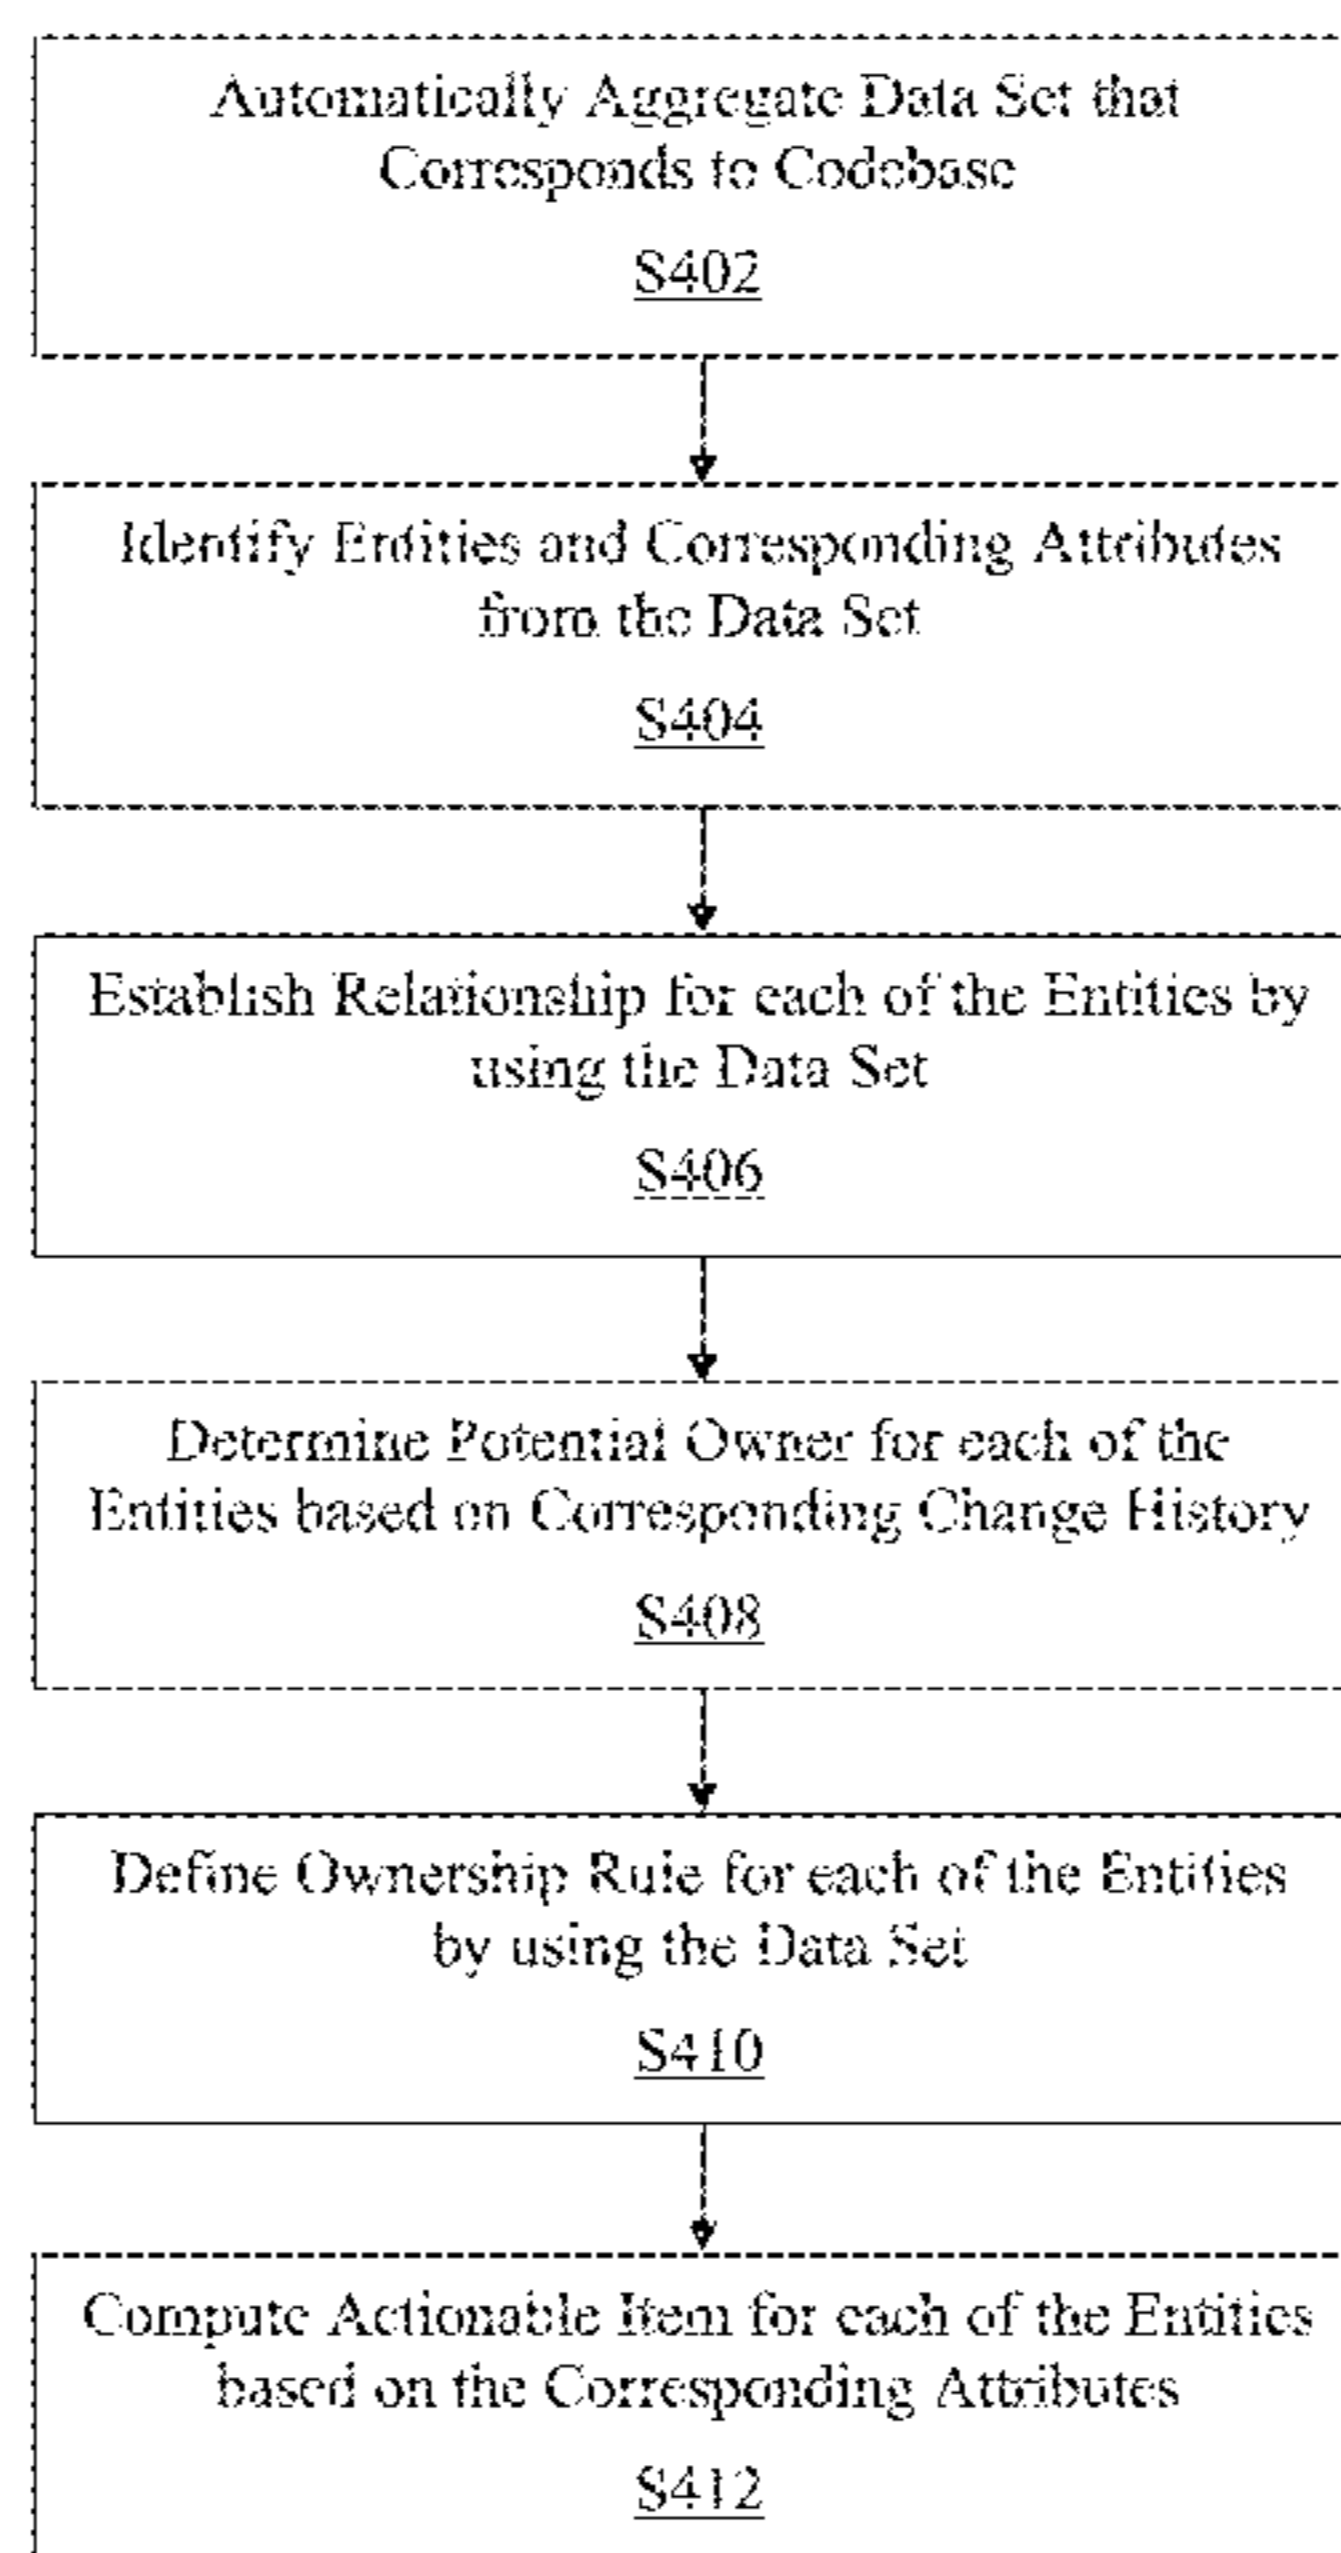 Automatically Aggregate Data Set that
Corresponds to Codebase
S402
Identify Entities and Corresponding Attributes
from the Data Set
S404
Establish Relationship for each of the Entities by
using the Data Set
S406
Determine Potential Owner for each of the
Entities based on Corresponding Change History
S408
Define Ownership Rule for each of the Entities
by using the Data Set
S410
Compute Actionable Item for each of the Entities
based on the Corresponding Attributes
S412